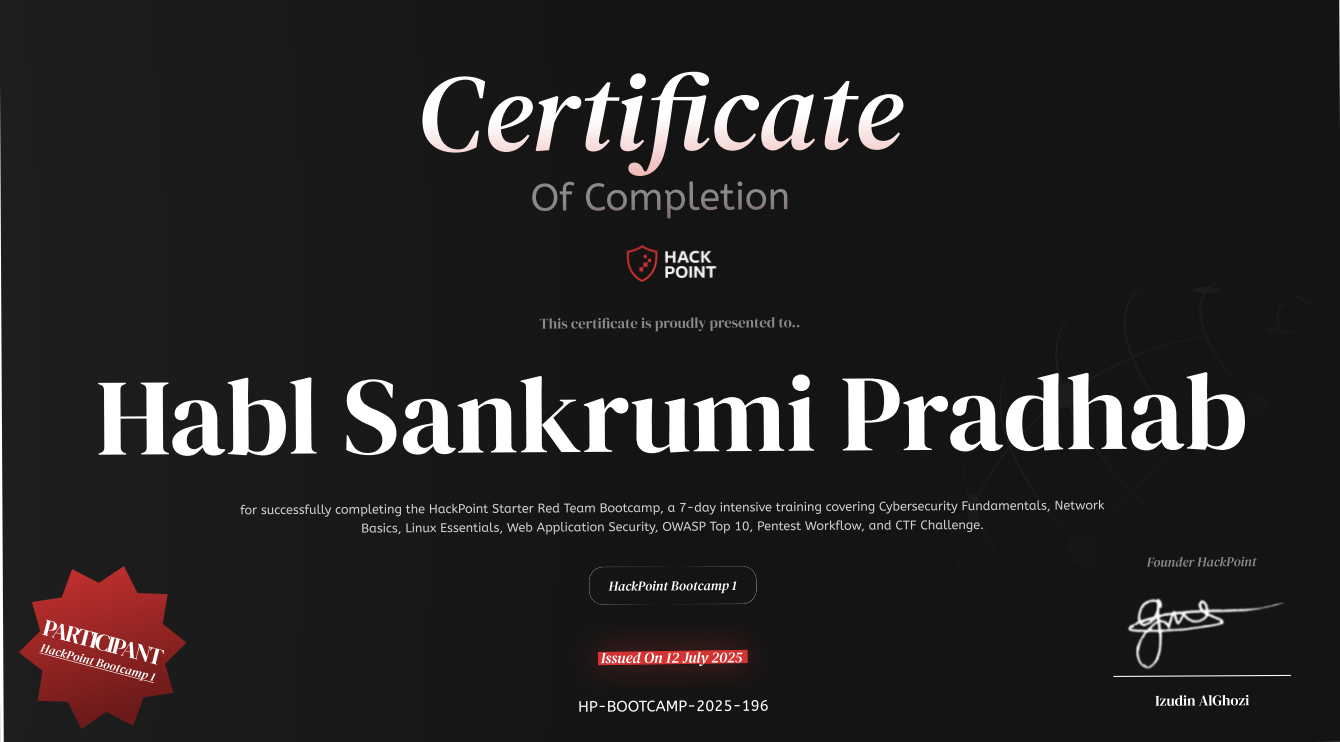 Certificate
Of Completion
HACK
POINT
This certificate is proudly presented to..
Habl Sankrumi Pradhab
for successfully completing the HackPoint Starter Red Team Bootcamp, a 7-day intensive training covering Cybersecurity Fundamentals, Network
Basics, Linux Essentials, Web Application Security, OWASP Top 10, Pentest Workflow, and CTF Challenge.
HackPoint Bootcamp 1
Issued On 12 July 2025
HP-BOOTCAMP-2025-196
PARTICIPANT
HackPoint Bootcamp 1
Founder HackPoint
Izudin AlGhozi